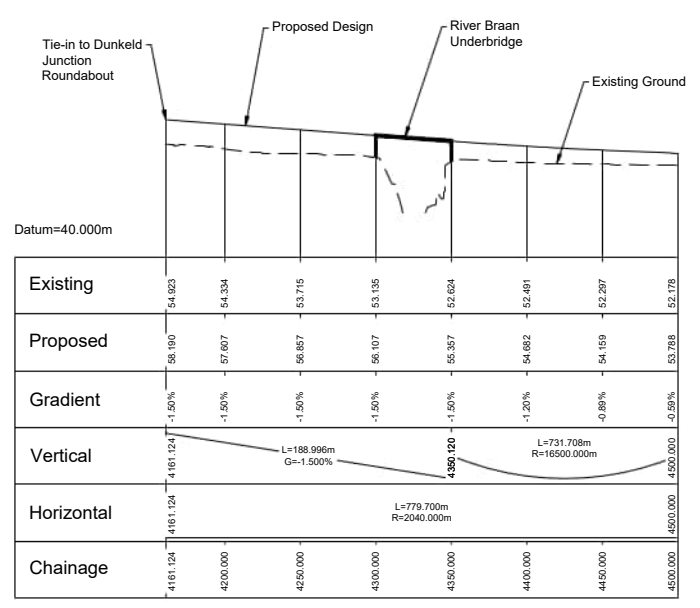 Proposed Design
River Braan
Underbridge
Tie-in to Dunkeld
Junction
Roundabout
Existing Ground
Datum=40.000m
Existing
54.923
54.334
53.715
53.135
52.624
52.491
52.297
52.178
Proposed
58.190
57.607
56.857
56.107
55.357
54.682
54.159
53.788
Gradient
-1.50%
-1.50%
-1.50%
-1.50%
-1.50%
-1.20%
-0.89%
-0.59%
Vertical
4161.124
L=188.996m
G=-1.500%
4350.120
L=731.708m
R=16500.000m
4500.000
Horizontal
4161.124
L=779.700m
R=2040.000m
4500.000
Chainage
4161.124
4200.000
4250.000
4300.000
4350.000
4400.000
4450.000
4500.000